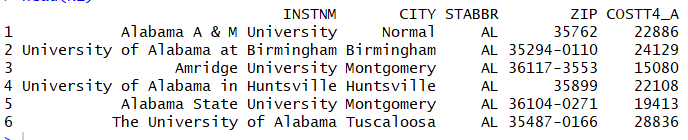 INSTNM CITY STABBR ZIP COSTT4_A
1 Alabama A & M University Normal AL 35762 22886
2 University of Alabama at Birmingham Birmingham AL 35294-0110 24129
3 Amridge University Montgomery AL 36117-3553 15080
4 University of Alabama in Huntsville Huntsville AL 35899 22108
5 Alabama State University Montgomery AL 36104-0271 19413
6 The University of Alabama Tuscaloosa AL 35487-0166 28836
>